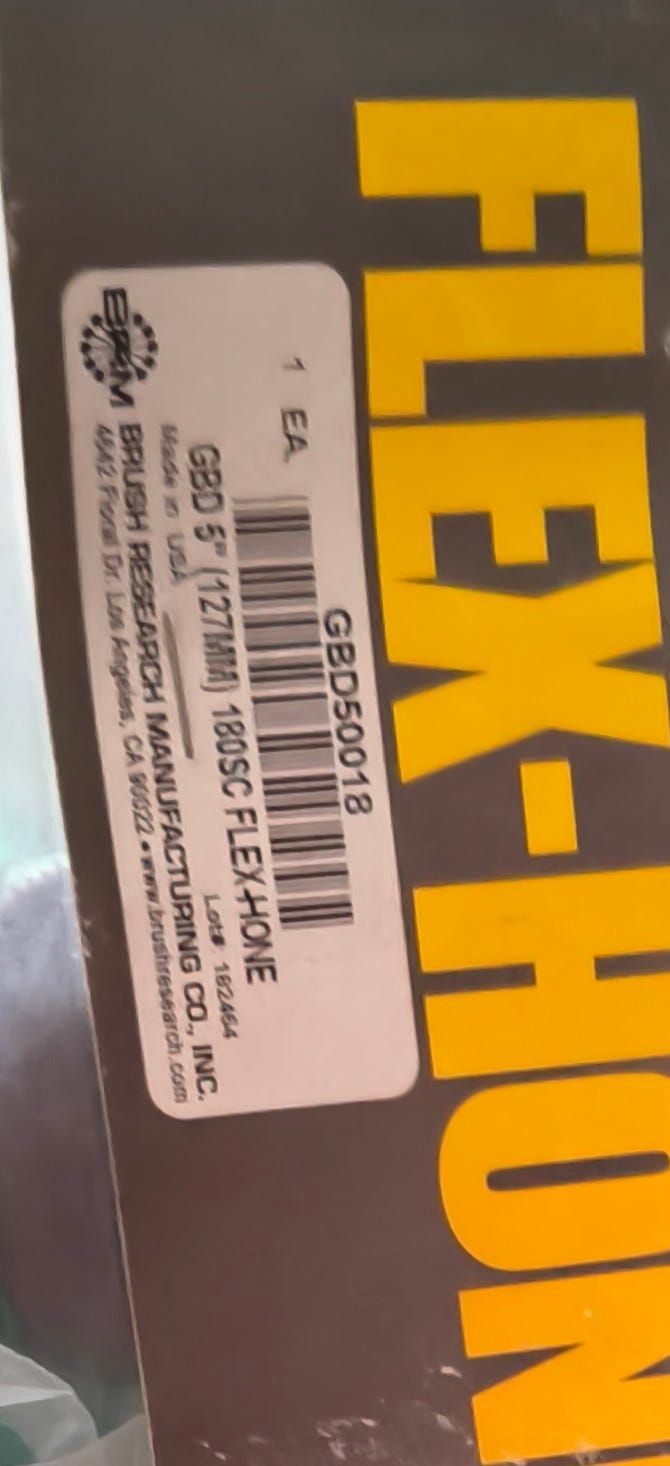 FLEX-HON
GBD50018
1 EA
GBD 5" (127MM) 180SC FLEX-HONE
Made in USA
Lot#: 182464
BRM
BRUSH RESEARCH MANUFACTURING CO., INC.
4642 Floral Dr. Los Angeles, CA 90022 • www.brushresearch.com